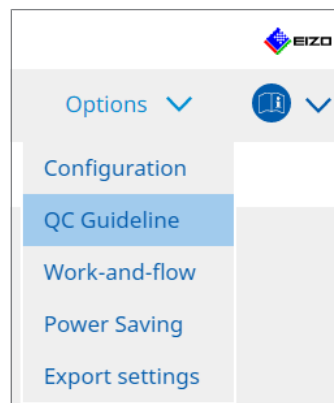 EIZO
Options
Configuration
QC Guideline
Work-and-flow
Power Saving
Export settings